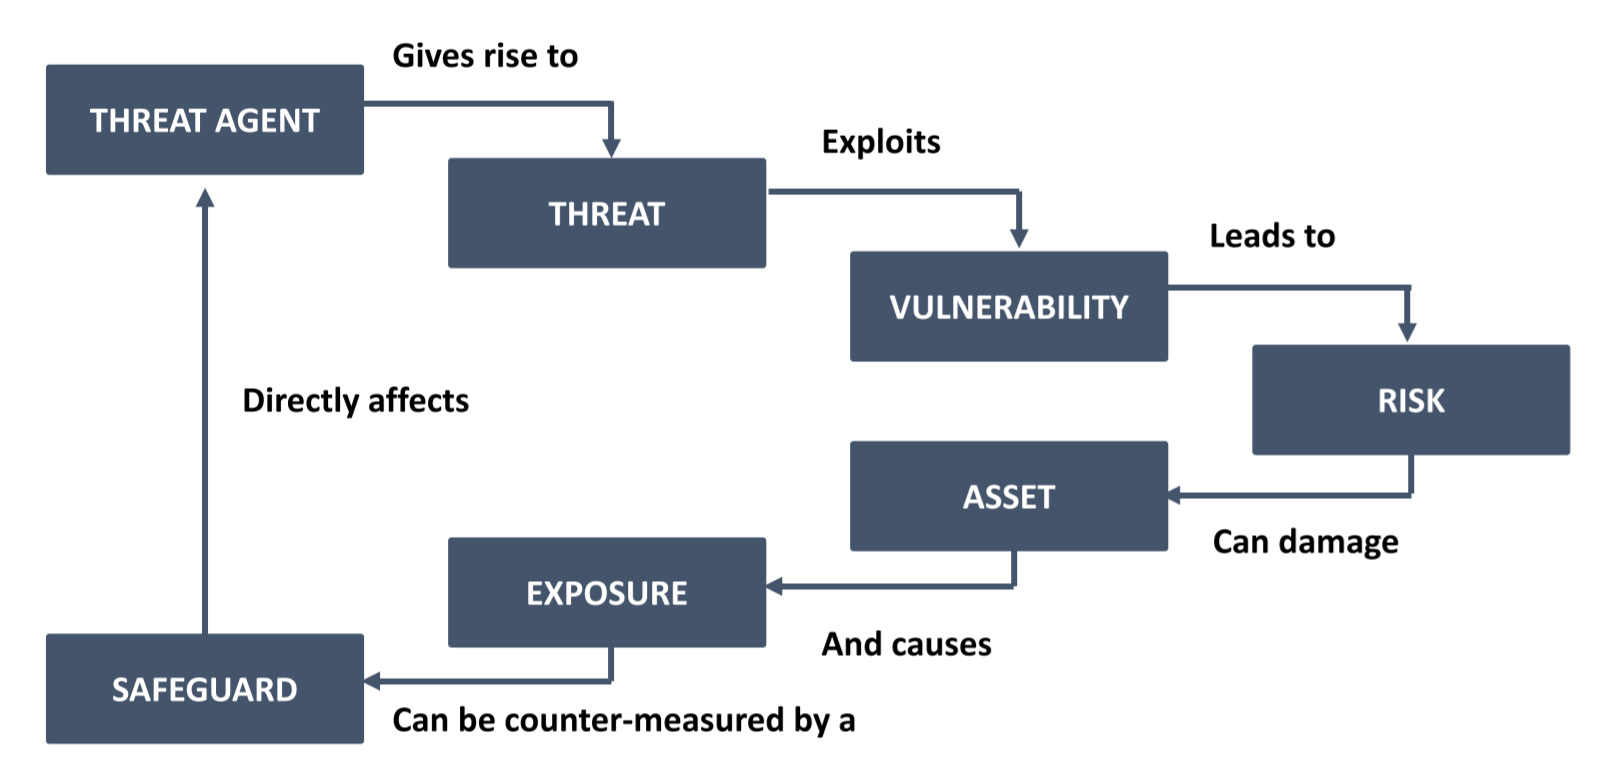 Gives rise to
THREAT AGENT
Exploits
THREAT
Leads to
VULNERABILITY
RISK
Directly affects
ASSET
Can damage
EXPOSURE
And causes
SAFEGUARD
Can be counter-measured by a